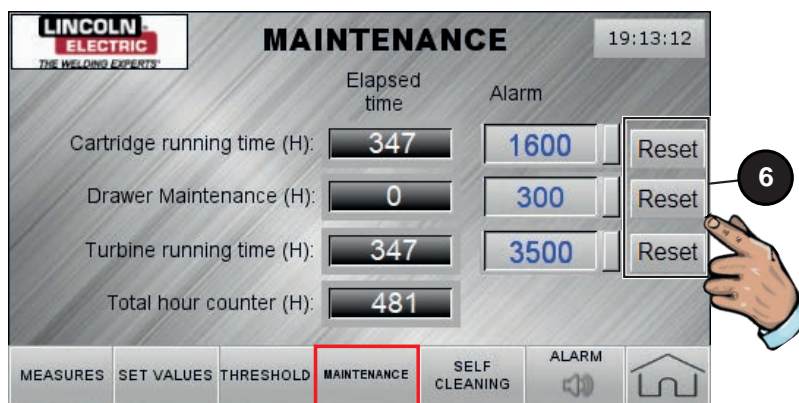 LINCOLN
ELECTRIC
THE WELDING EXPERTS®
MAINTENANCE
19:13:12
Elapsed
time
Alarm
Cartridge running time (H): 347 1600 Reset
6
Drawer Maintenance (H): 0 300 Reset
Turbine running time (H): 347 3500 Reset
Total hour counter (H): 481
MEASURES SET VALUES THRESHOLD MAINTENANCE SELF
CLEANING ALARM